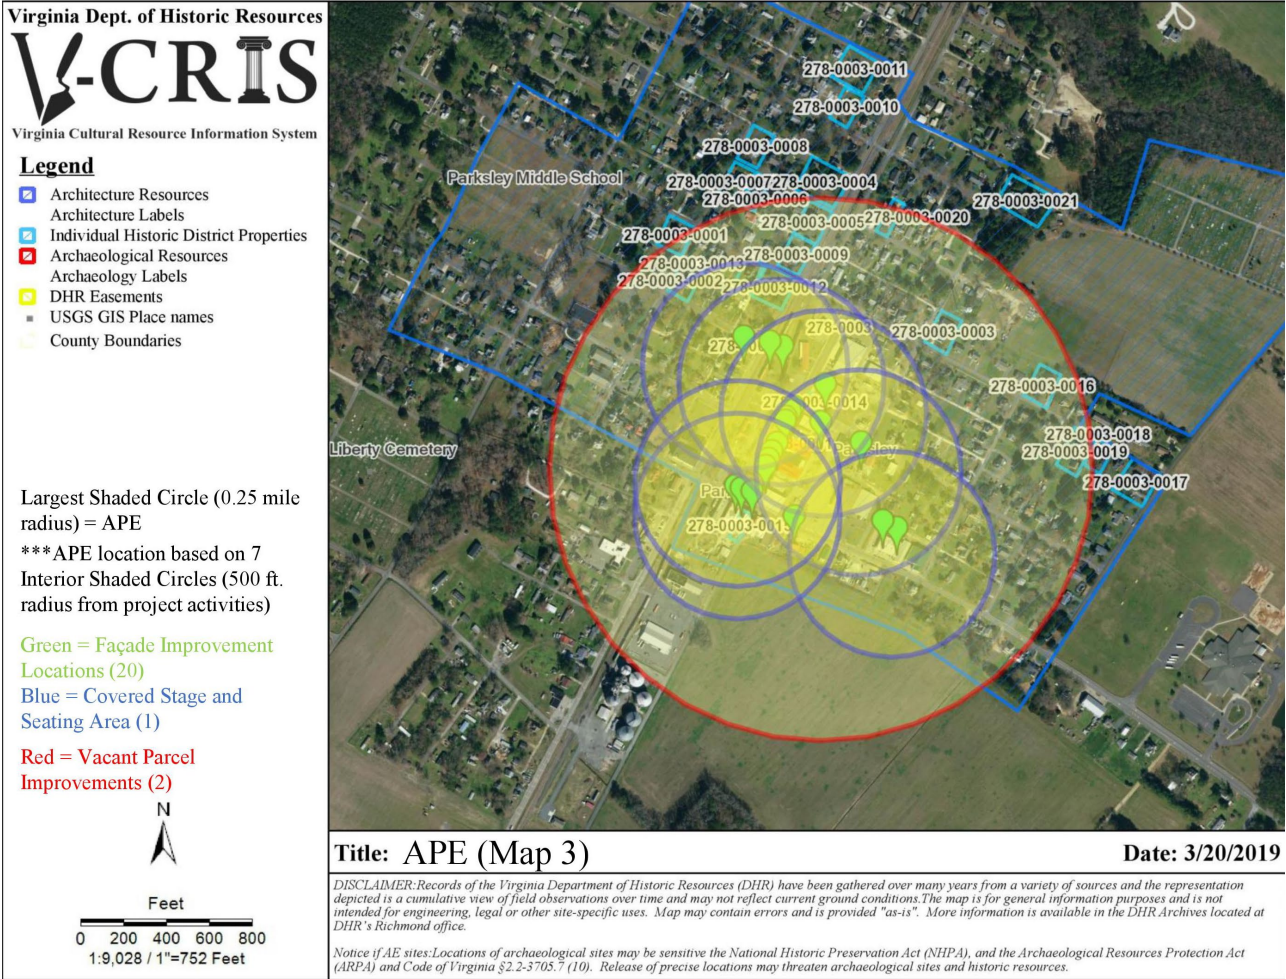 Virginia Dept. of Historic Resources
V-CRIS
Virginia Cultural Resource Information System
Legend
Architecture Resources
Architecture Labels
Individual Historic District Properties
Archaeological Resources
Archaeology Labels
DHR Easements
USGS GIS Place names
County Boundaries
Largest Shaded Circle (0.25 mile
radius) = APE
***APE location based on 7
Interior Shaded Circles (500 ft.
radius from project activities)
Green = Façade Improvement
Locations (20)
Blue = Covered Stage and
Seating Area (1)
Red = Vacant Parcel
Improvements (2)
N
Feet
0 200 400 600 800
1:9,028 / 1"=752 Feet
278-0003-0011
278-0003-0010
278-0003-0008
Parksley Middle School
278-0003-0007
278-0003-0004
278-0003-0006
278-0003-0021
278-0003-0005
278-0003-0020
278-0003-0001
278-0003-0009
278-0003-0013
278-0003-0002
278-0003-0012
278-0003
278-0003-0003
278-0003-0016
278-0003-0018
278-0003-0019
278-0003-0017
Liberty Cemetery
Parksley
Title: APE (Map 3)
Date: 3/20/2019
DISCLAIMER:Records of the Virginia Department of Historic Resources (DHR) have been gathered over many years from a variety of sources and the representation
depicted is a cumulative view of field observations over time and may not reflect current ground conditions.The map is for general information purposes and is not
intended for engineering, legal or other site-specific uses. Map may contain errors and is provided "as-is". More information is available in the DHR Archives located at
DHR's Richmond office.
Notice if AE sites:Locations of archaeological sites may be sensitive the National Historic Preservation Act (NHPA), and the Archaeological Resources Protection Act
(ARPA) and Code of Virginia §2.2-3705.7 (10). Release of precise locations may threaten archaeological sites and historic resources.